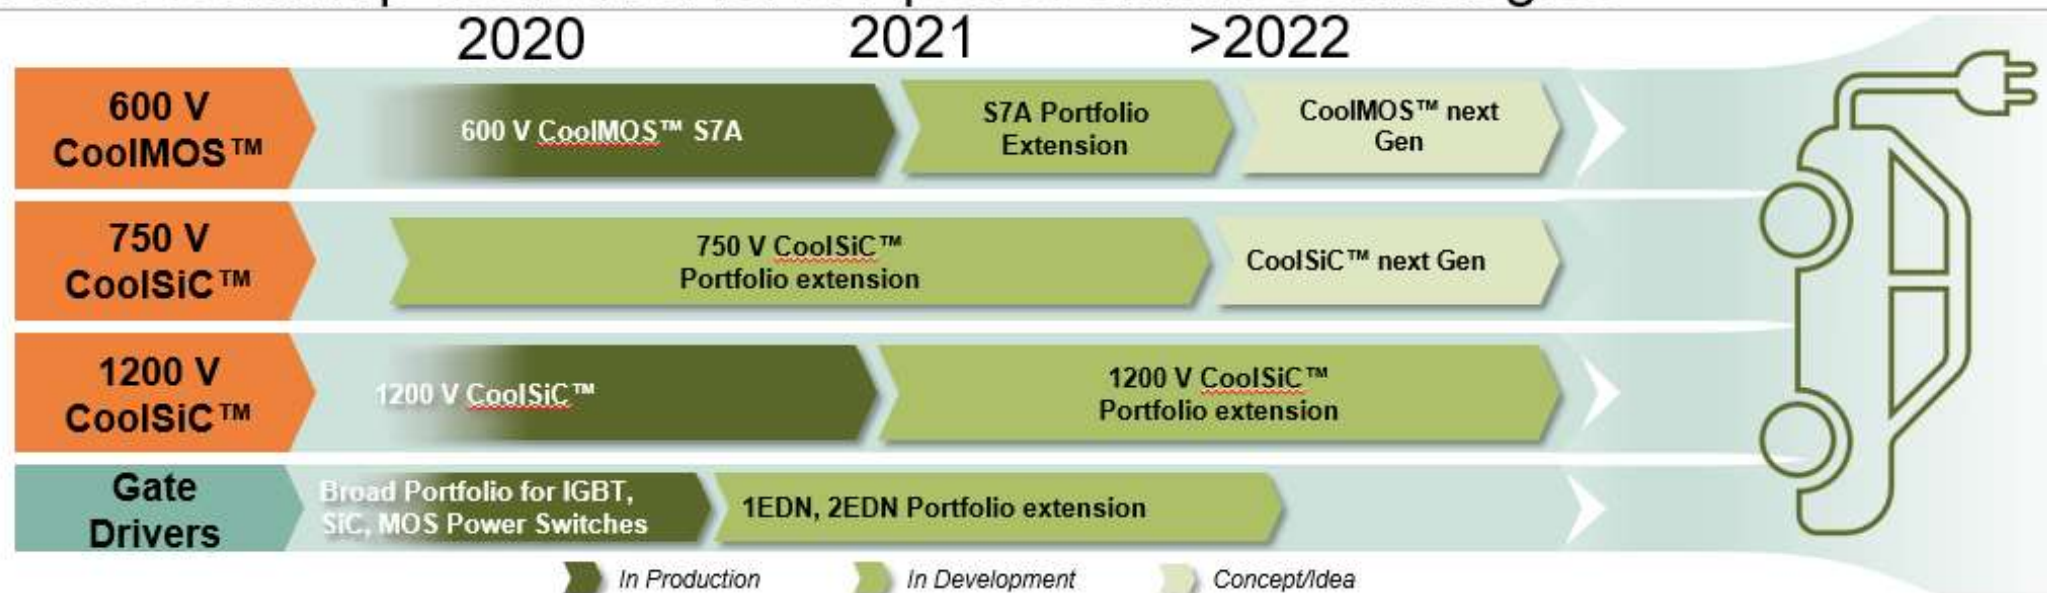 2020 2021 >2022
600 V
CoolMOS™
600 V CoolMOS™ S7A
S7A Portfolio
Extension
CoolMOS™ next
Gen
750 V
CoolSiC™
750 V CoolSiC™
Portfolio extension
CoolSiC™ next Gen
1200 V
CoolSiC™
1200 V CoolSiC™
1200 V CoolSiC™
Portfolio extension
Gate
Drivers
Broad Portfolio for IGBT,
SiC, MOS Power Switches
1EDN, 2EDN Portfolio extension
In Production In Development Concept/Idea